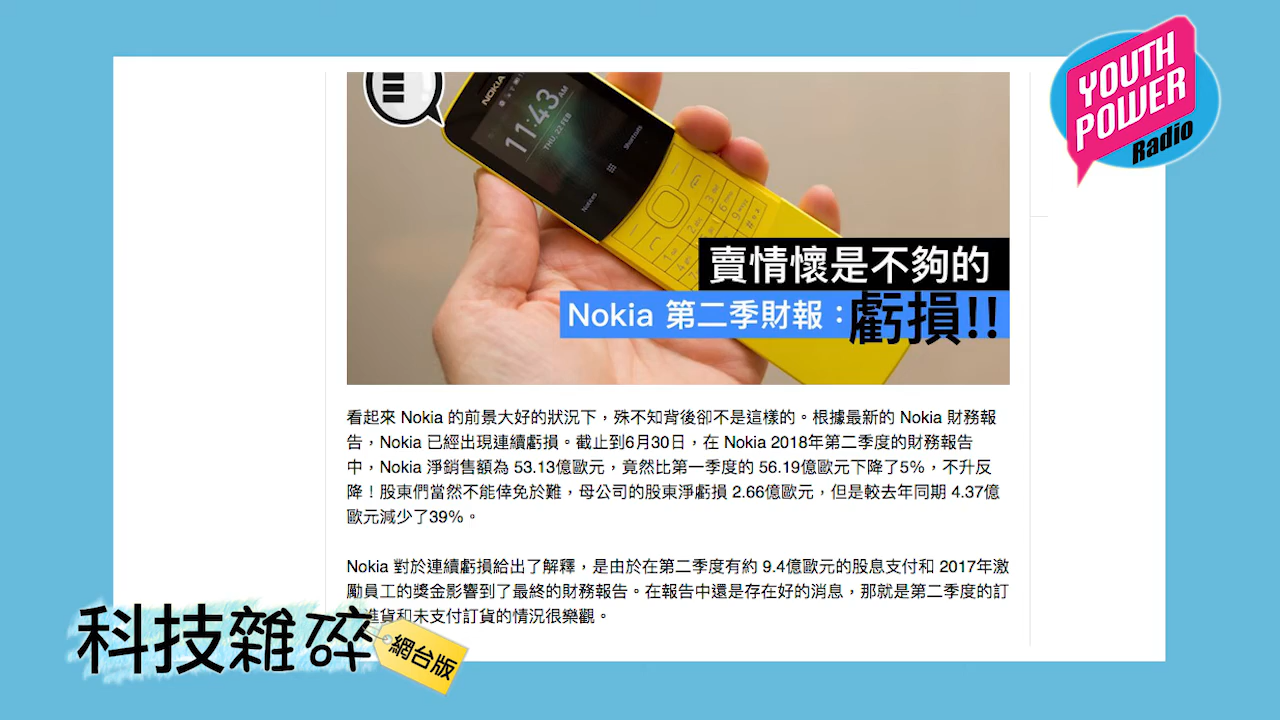 YOUTH
POWER
Radio
NOKIA
11:43 AM
THU, 22 FEB
Shortcuts
Notices
賣情懷是不夠的
Nokia 第二季財報：虧損!!
看起來 Nokia 的前景大好的狀況下，殊不知背後卻不是這樣的。根據最新的 Nokia 財務報
告，Nokia 已經出現連續虧損。截止到6月30日，在 Nokia 2018年第二季度的財務報告
中，Nokia 淨銷售額為 53.13億歐元，竟然比第一季度的 56.19億歐元下降了5%，不升反
降！股東們當然不能倖免於難，母公司的股東淨虧損 2.66億歐元，但是較去年同期 4.37億
歐元減少了39%。
Nokia 對於連續虧損給出了解釋，是由於在第二季度有約 9.4億歐元的股息支付和 2017年激
勵員工的獎金影響到了最終的財務報告。在報告中還是存在好的消息，那就是第二季度的訂
進貨和未支付訂貨的情況很樂觀。
科技雜碎
網台版